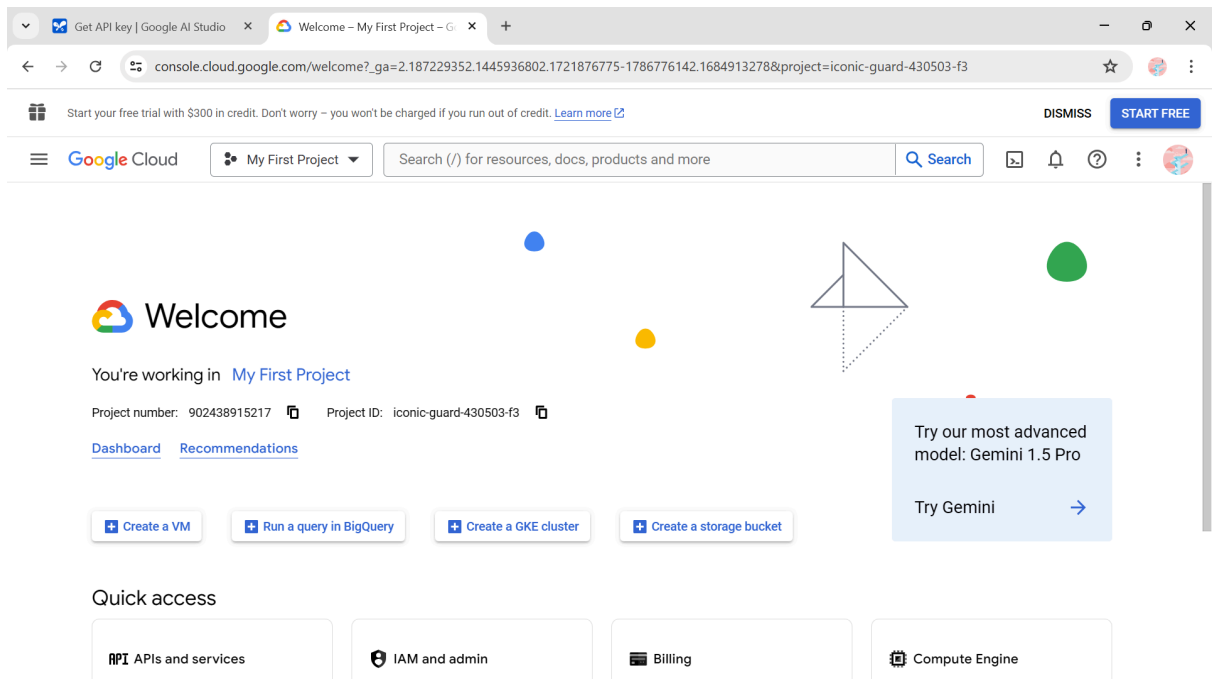 Get API key | Google AI Studio
Welcome – My First Project – G
console.cloud.google.com/welcome?_ga=2.187229352.1445936802.1721876775-1786776142.1684913278&project=iconic-guard-430503-f3
Start your free trial with $300 in credit. Don't worry – you won't be charged if you run out of credit. Learn more
DISMISS
START FREE
Google Cloud
My First Project
Search (/) for resources, docs, products and more
Search
Welcome
You're working in My First Project
Project number: 902438915217 Project ID: iconic-guard-430503-f3
Dashboard Recommendations
Try our most advanced
model: Gemini 1.5 Pro
Try Gemini
Create a VM
Run a query in BigQuery
Create a GKE cluster
Create a storage bucket
Quick access
API APIs and services
IAM and admin
Billing
Compute Engine